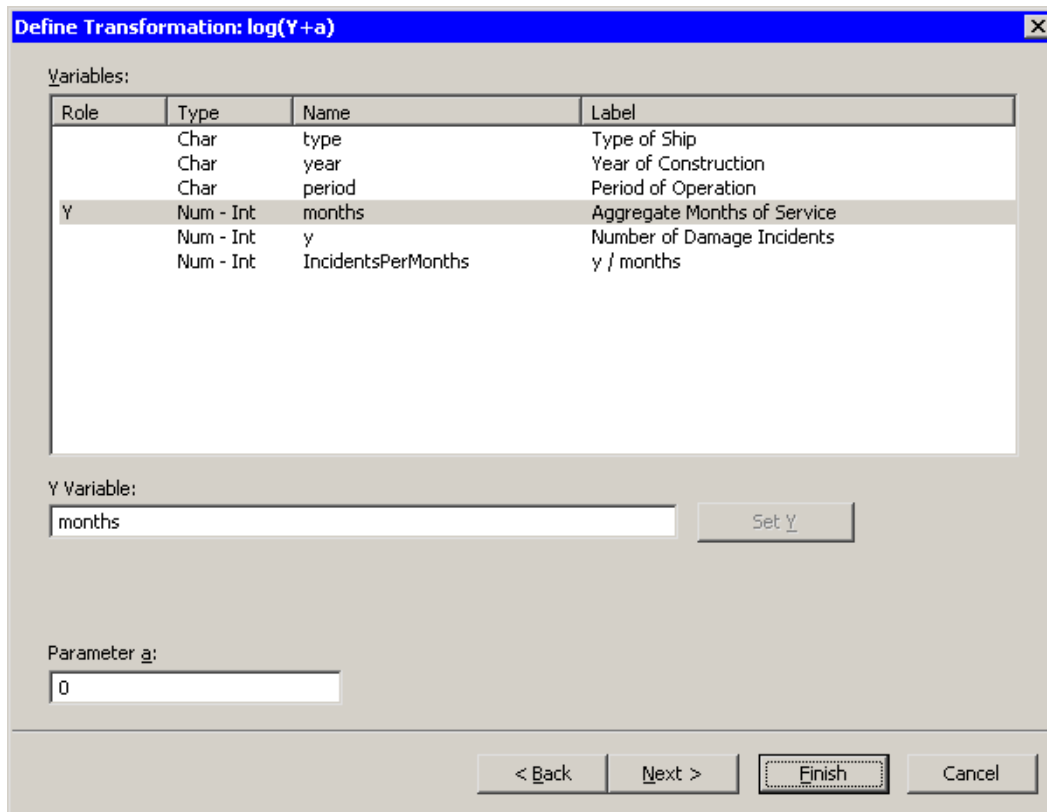 Define Transformation: log(Y+a)
Variables:
Role Type Name Label
Char type Type of Ship
Char year Year of Construction
Char period Period of Operation
Y Num - Int months Aggregate Months of Service
Num - Int y Number of Damage Incidents
Num - Int IncidentsPerMonths y / months
Y Variable:
months Set Y
Parameter a:
0
< Back Next > Finish Cancel